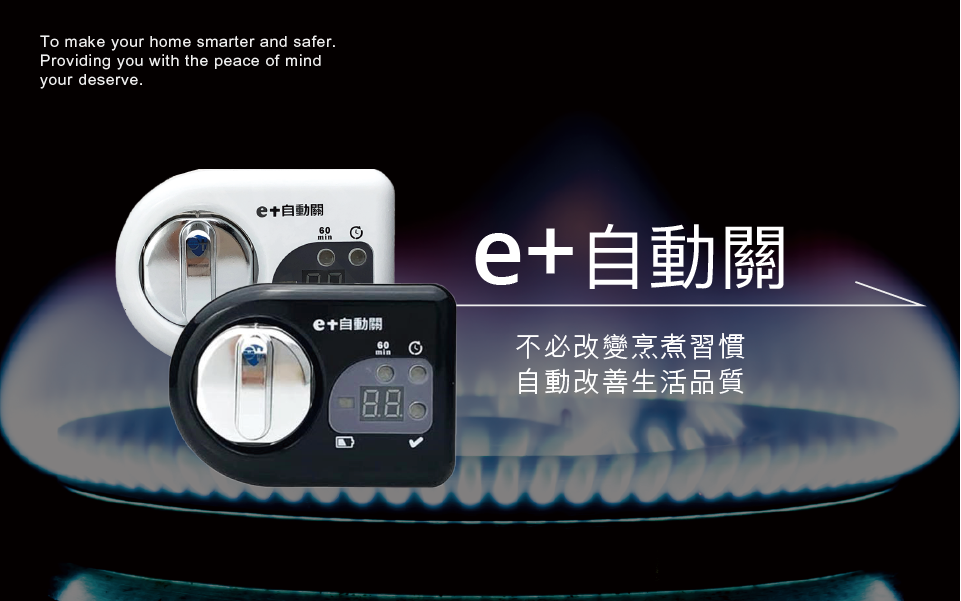 To make your home smarter and safer.
Providing you with the peace of mind
your deserve.
e+自動關
60
min
e+自動關
不必改變烹煮習慣
自動改善生活品質
e+自動關
60
min
8.8.